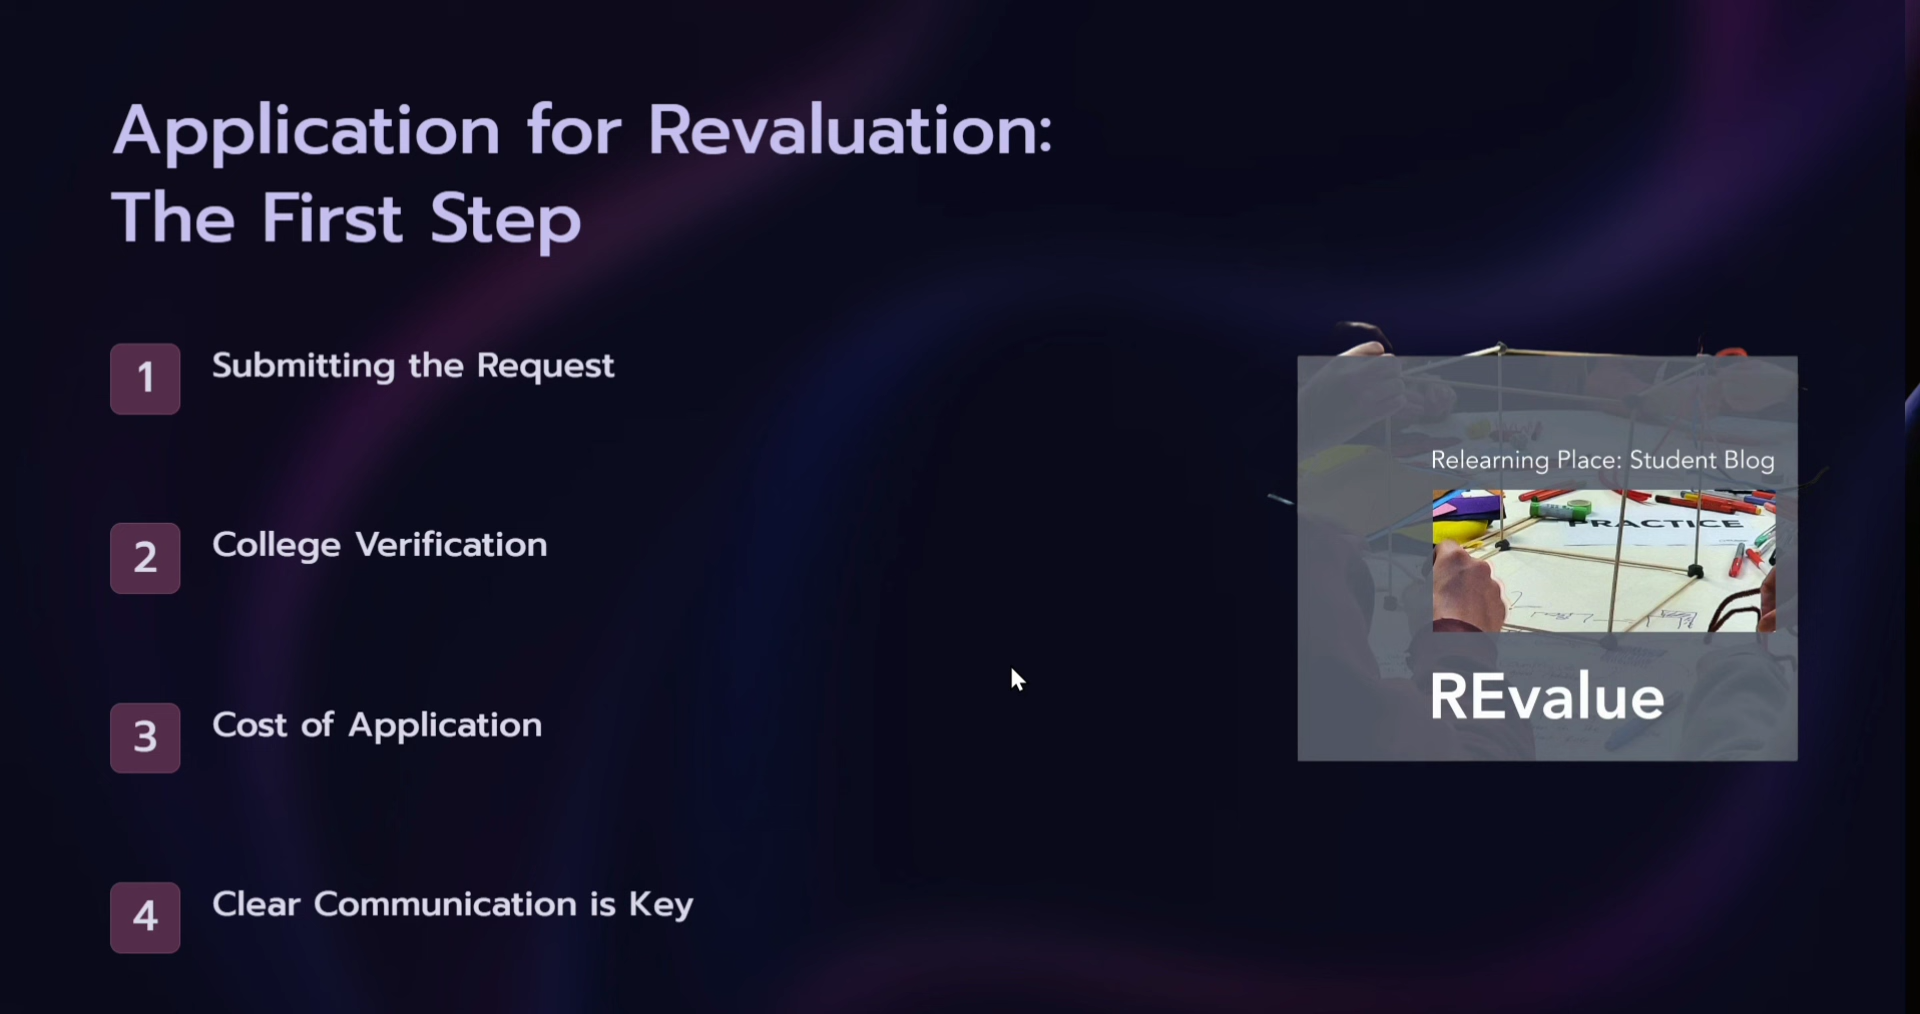 Application for Revaluation:
The First Step
1
Submitting the Request
2
College Verification
3
Cost of Application
4
Clear Communication is Key
Relearning Place: Student Blog
PRACTICE
REvalue